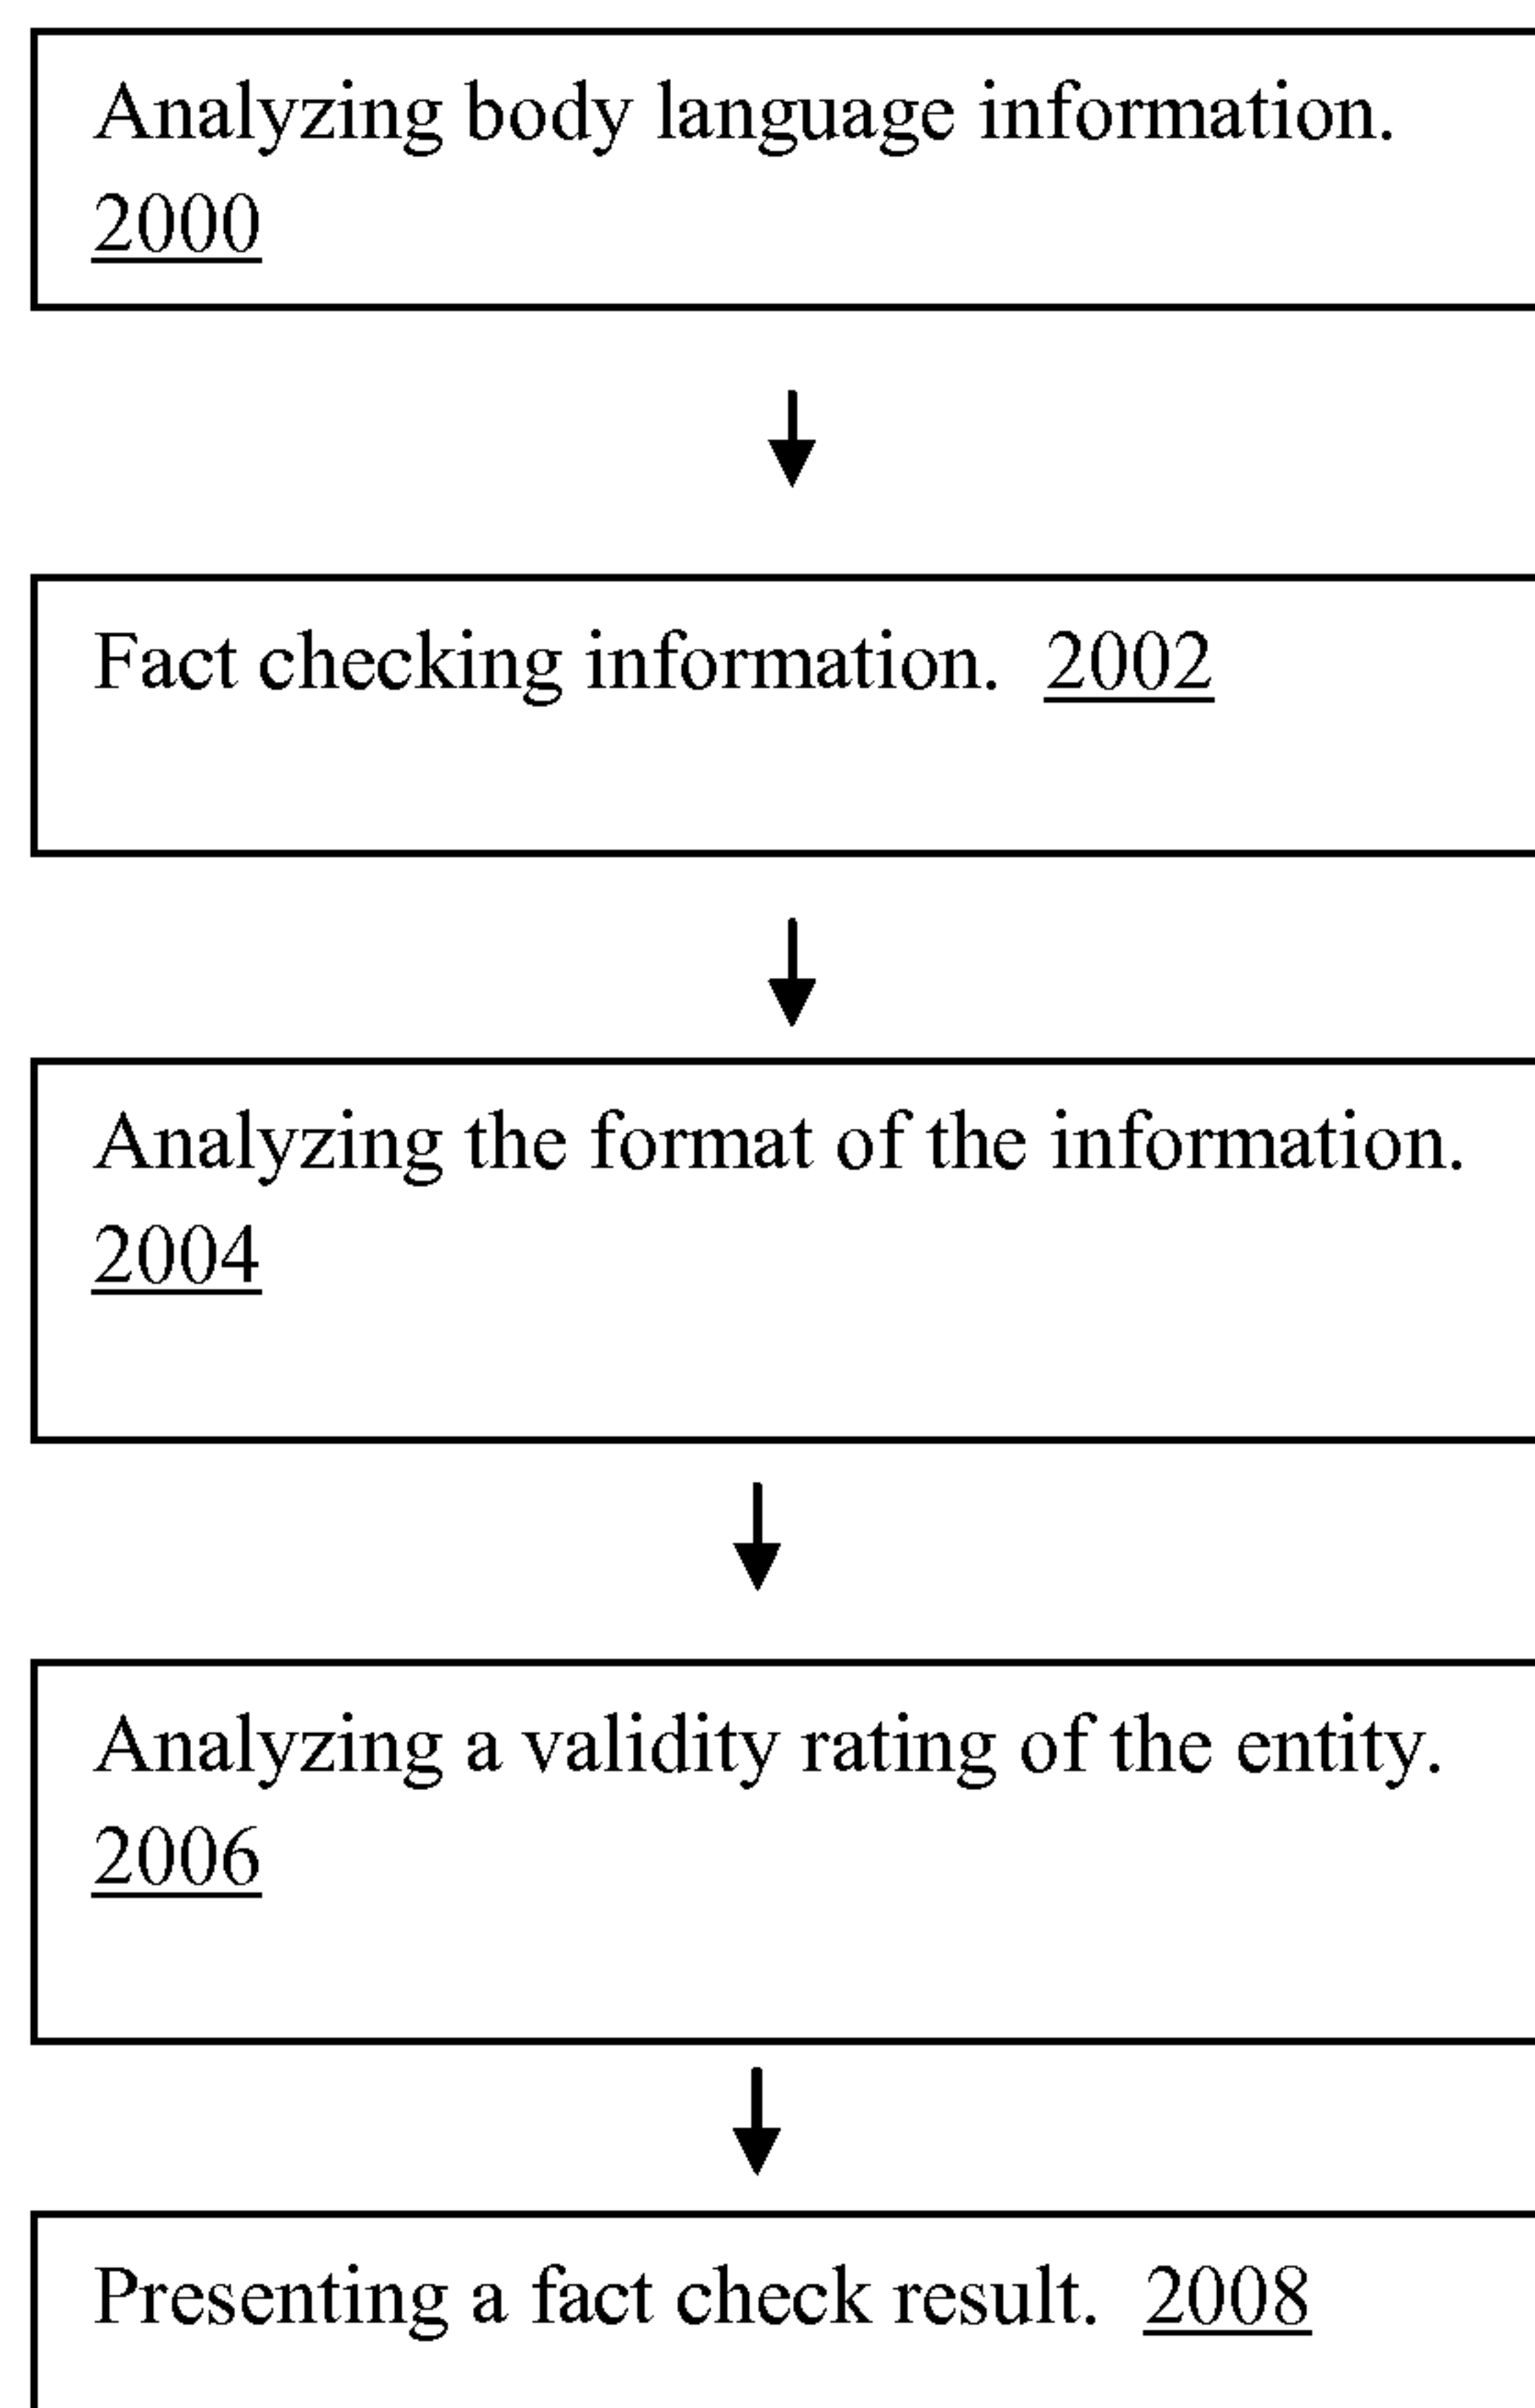 Analyzing body language information.
2000
Fact checking information. 2002
Analyzing the format of the information.
2004
Analyzing a validity rating of the entity.
2006
Presenting a fact check result. 2008